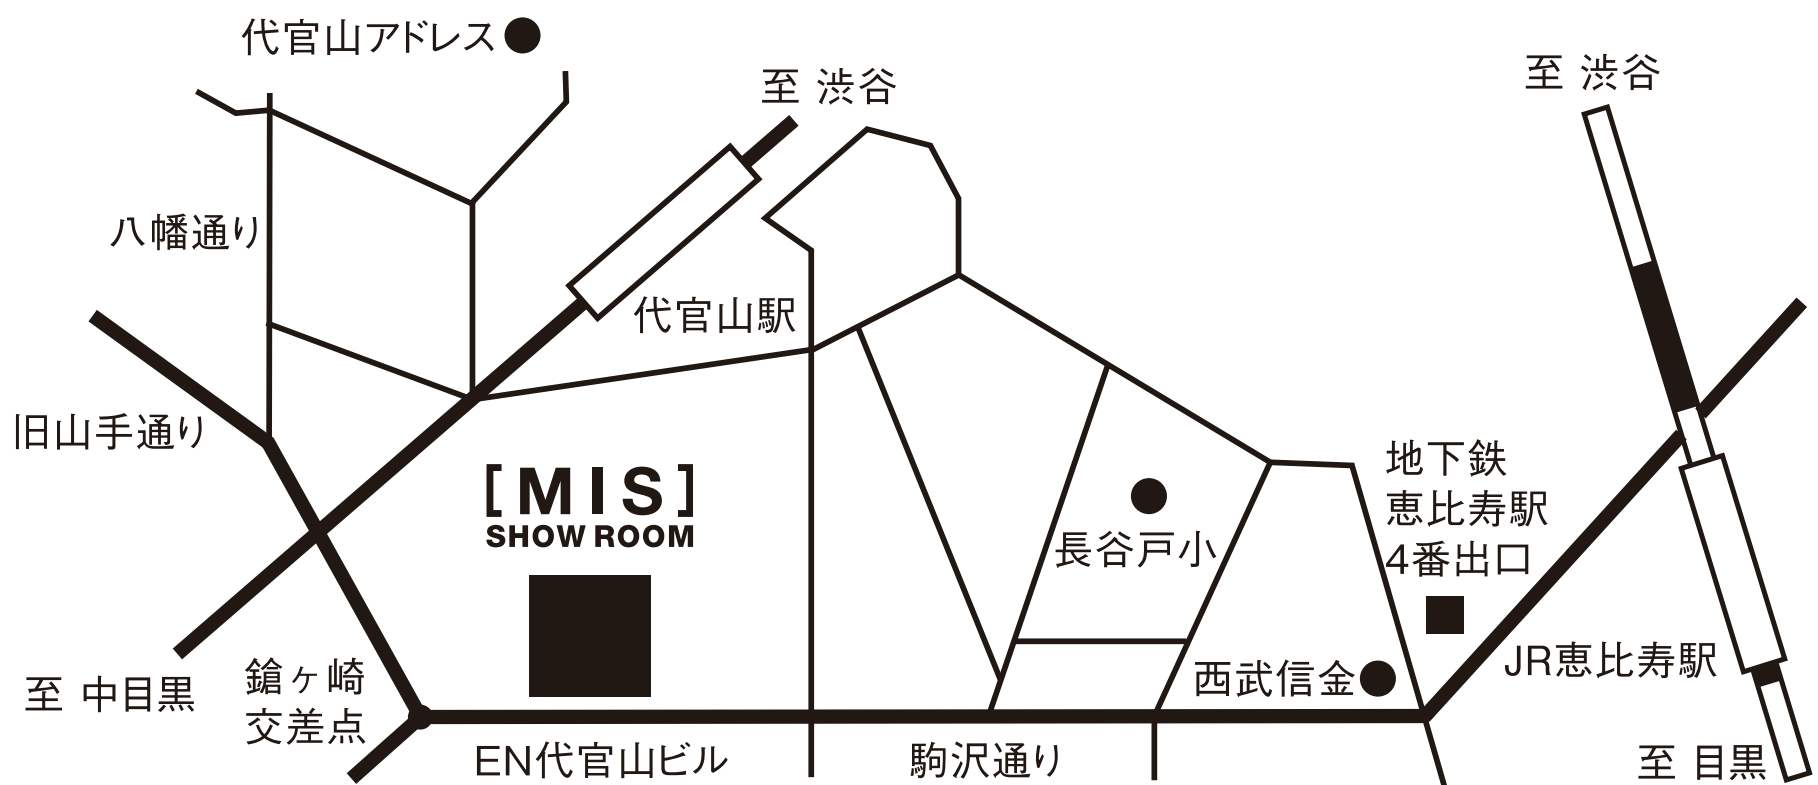 代官山アドレス
至 渋谷
至 渋谷
八幡通り
代官山駅
旧山手通り
[MIS]
SHOW ROOM
地下鉄
恵比寿駅
4番出口
長谷戸小
JR恵比寿駅
西武信金
至 中目黒
鎗ヶ崎
交差点
EN代官山ビル
駒沢通り
至 目黒